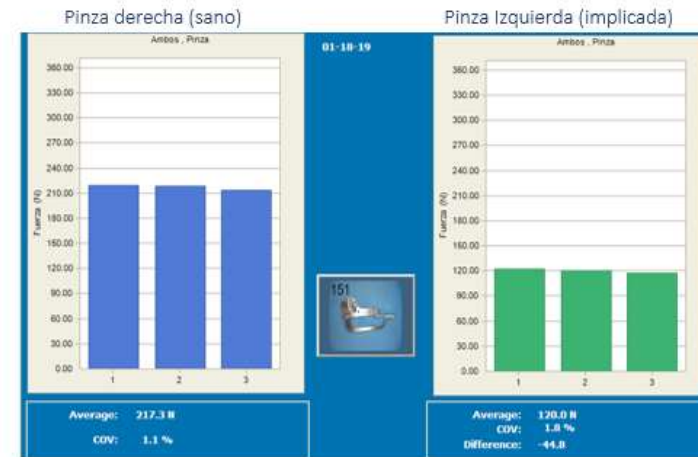 Pinza derecha (sano)
Pinza Izquierda (implicada)
Ambos , Pinza
360.00
330.00
300.00
270.00
240.00
210.00
180.00
150.00
120.00
90.00
60.00
30.00
0.00
Fuerza (N)
1 2 3
Average: 217.3 N
COV: 1.1 %
01-18-19
151
Ambos , Pinza
360.00
330.00
300.00
270.00
240.00
210.00
180.00
150.00
120.00
90.00
60.00
30.00
0.00
Fuerza (N)
1 2 3
Average: 120.0 N
COV: 1.8 %
Difference: -44.8